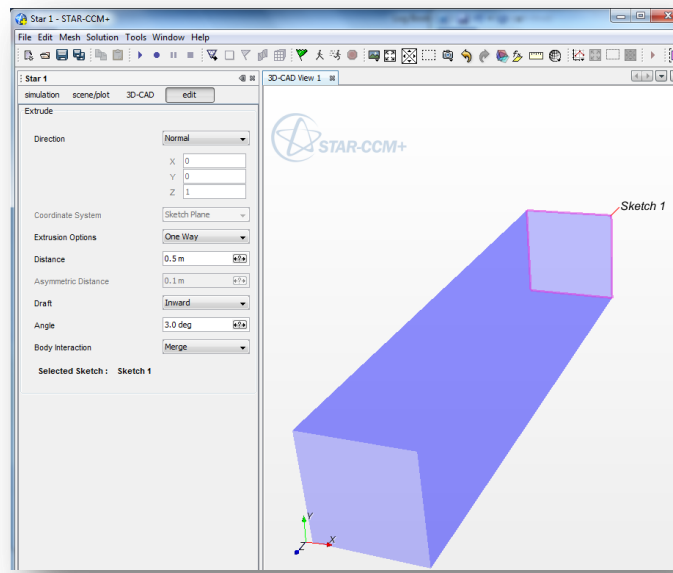 Star 1 - STAR-CCM+
File Edit Mesh Solution Tools Window Help
Star 1
3D-CAD View 1
simulation scene/plot 3D-CAD edit
Extrude
Direction Normal
X 0
Y 0
Z 1
Coordinate System Sketch Plane
Extrusion Options One Way
Distance 0.5 m
Asymmetric Distance 0.1 m
Draft Inward
Angle 3.0 deg
Body Interaction Merge
Selected Sketch : Sketch 1
STAR-CCM+
Sketch 1
Y
Z
X